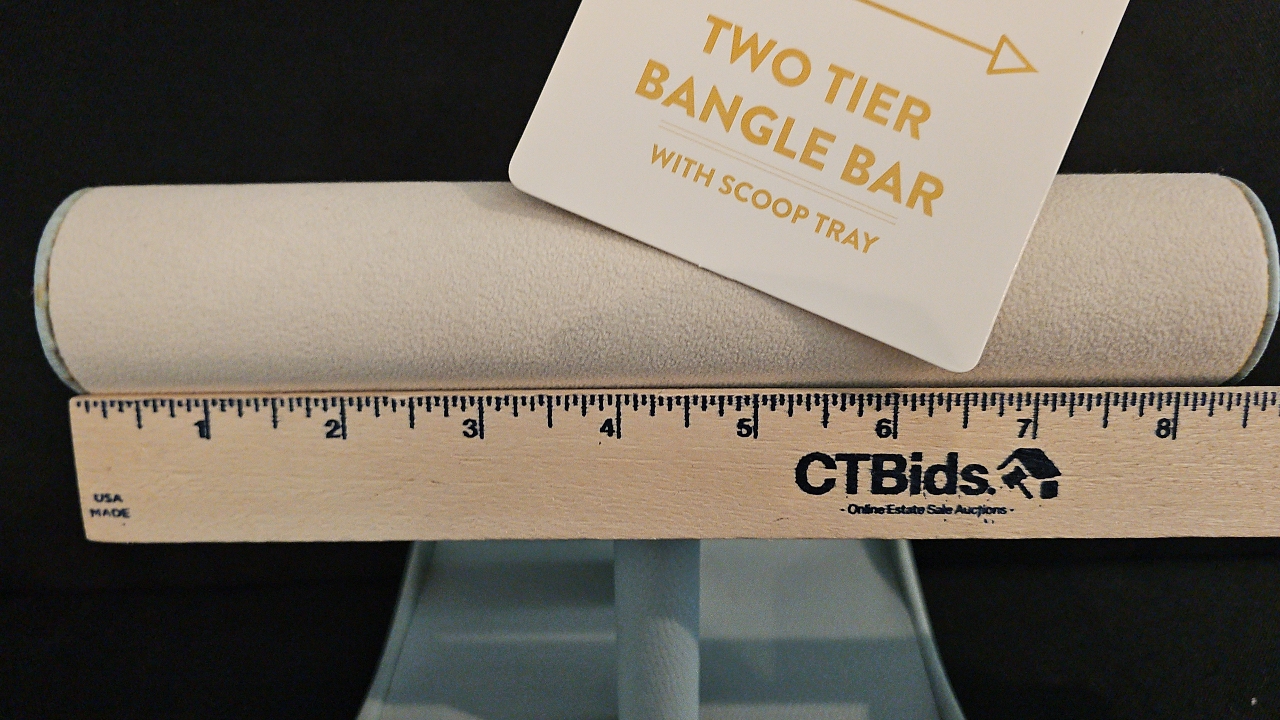 TWO TIER
BANGLE BAR
WITH SCOOP TRAY
1 2 3 4 5 6 7 8
CTBids.
- Online Estate Sale Auctions -
USA
MADE